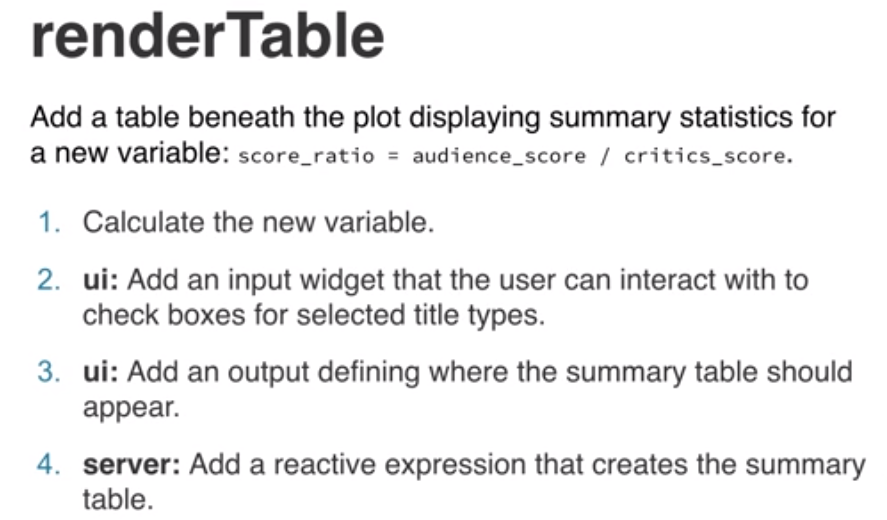 renderTable
Add a table beneath the plot displaying summary statistics for
a new variable: score_ratio = audience_score / critics_score.
1. Calculate the new variable.
2. ui: Add an input widget that the user can interact with to
check boxes for selected title types.
3. ui: Add an output defining where the summary table should
appear.
4. server: Add a reactive expression that creates the summary
table.